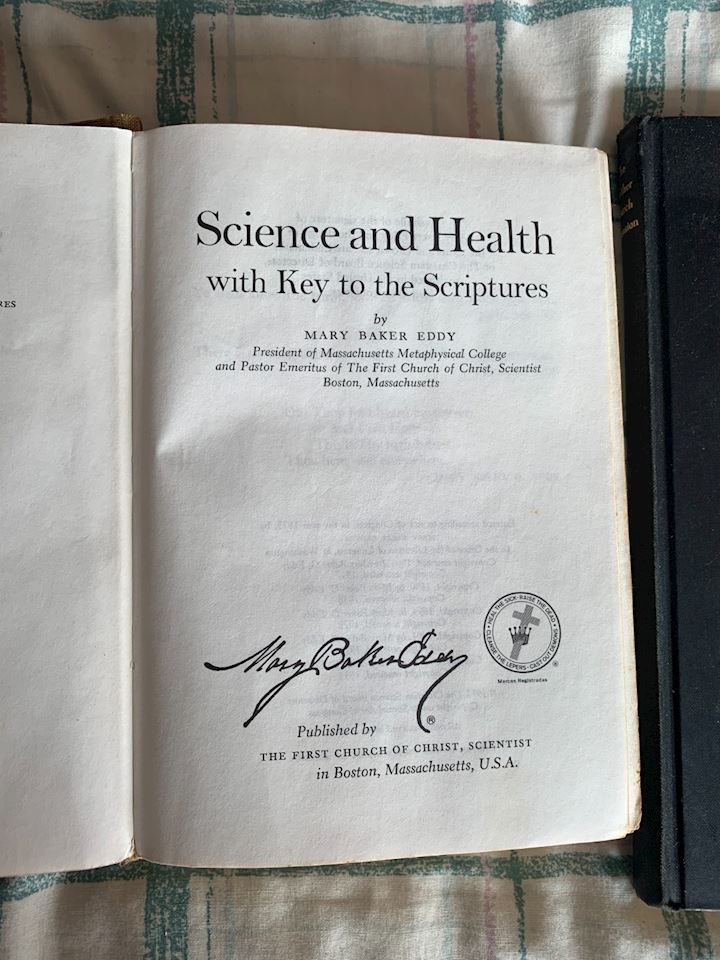 RES
Science and Health
with Key to the Scriptures
by
MARY BAKER EDDY
President of Massachusetts Metaphysical College
and Pastor Emeritus of The First Church of Christ, Scientist
Boston, Massachusetts
HEAL THE SICK · RAISE THE DEAD · CLEANSE THE LEPERS · CAST OUT DEMONS
®
Marcas Registradas
Mary Baker Eddy
®
Published by
THE FIRST CHURCH OF CHRIST, SCIENTIST
in Boston, Massachusetts, U.S.A.